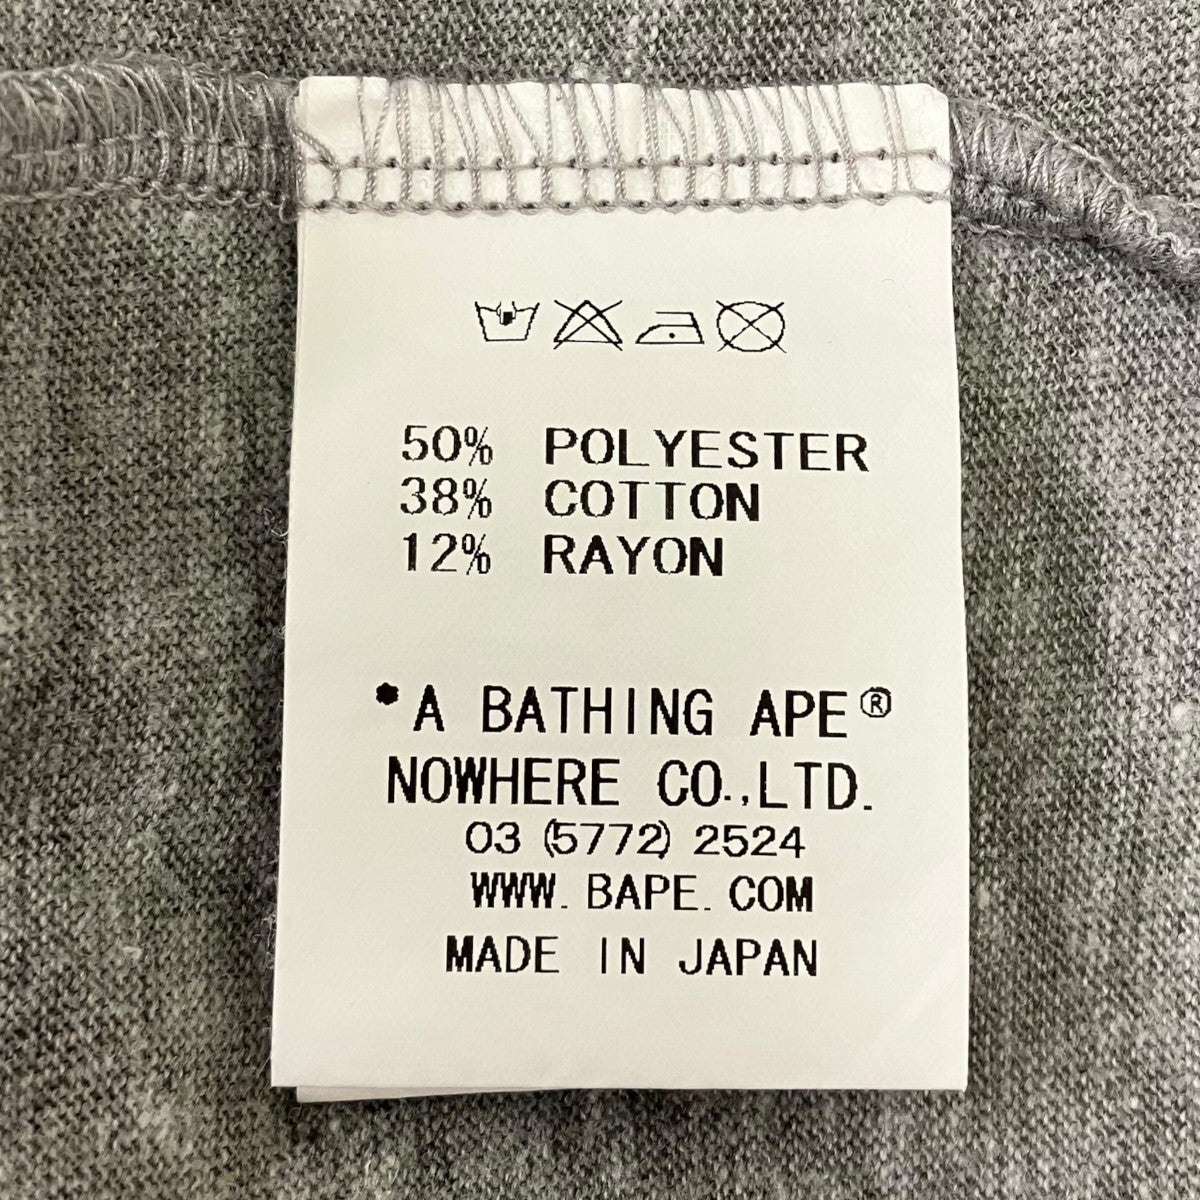 50% POLYESTER
38% COTTON
12% RAYON
*A BATHING APE®
NOWHERE CO.,LTD.
03 (5772) 2524
WWW. BAPE. COM
MADE IN JAPAN